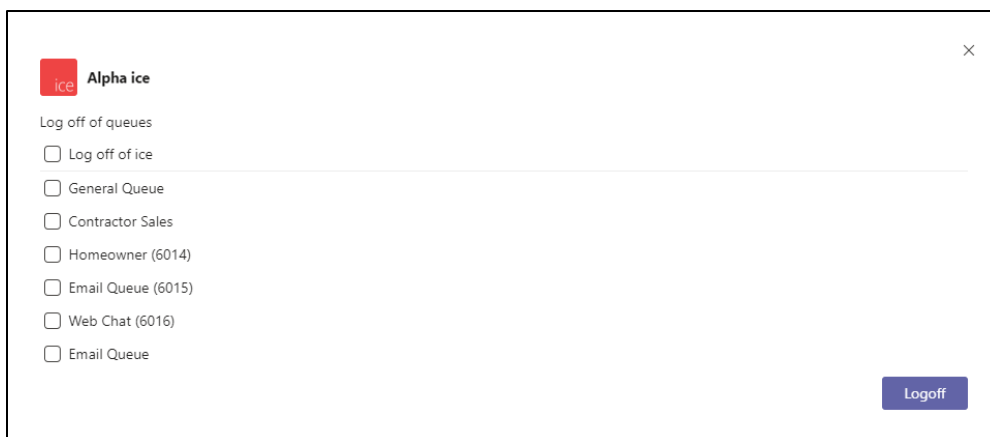 ice
Alpha ice
Log off of queues
Log off of ice
General Queue
Contractor Sales
Homeowner (6014)
Email Queue (6015)
Web Chat (6016)
Email Queue
Logoff